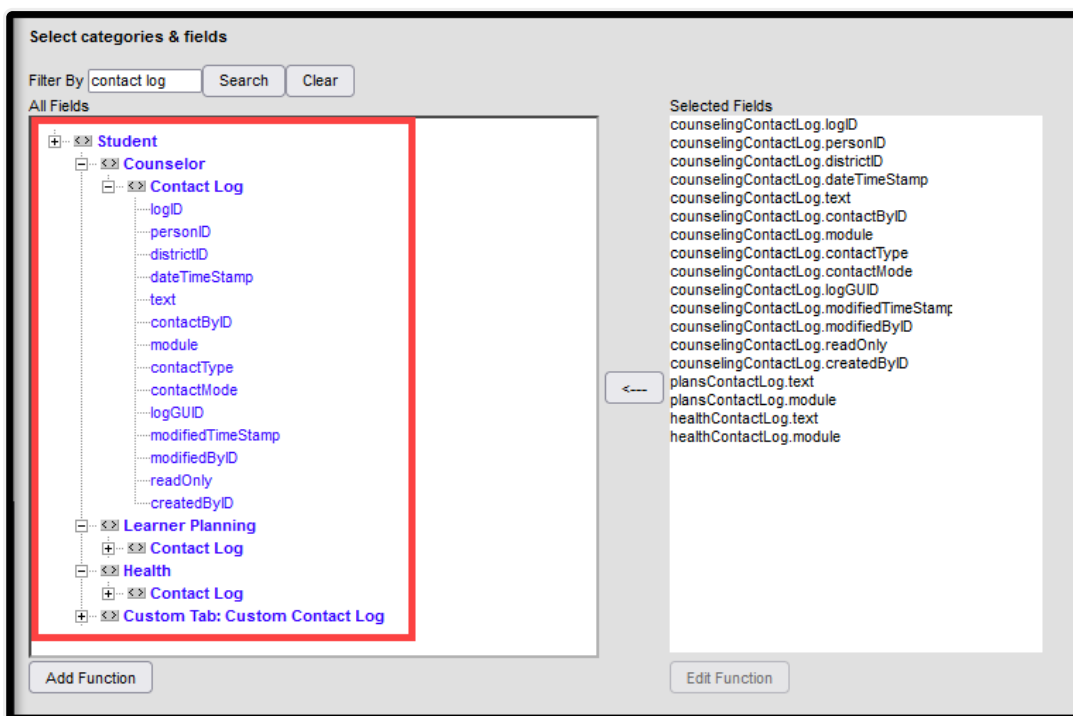 Select categories & fields
Filter By contact log Search Clear
All Fields
Student
Counselor
Contact Log
logID
personID
districtID
dateTimeStamp
text
contactByID
module
contactType
contactMode
logGUID
modifiedTimeStamp
modifiedByID
readOnly
createdByID
Learner Planning
Contact Log
Health
Contact Log
Custom Tab: Custom Contact Log
Add Function
<---
Selected Fields
counselingContactLog.logID
counselingContactLog.personID
counselingContactLog.districtID
counselingContactLog.dateTimeStamp
counselingContactLog.text
counselingContactLog.contactByID
counselingContactLog.module
counselingContactLog.contactType
counselingContactLog.contactMode
counselingContactLog.logGUID
counselingContactLog.modifiedTimeStamp
counselingContactLog.modifiedByID
counselingContactLog.readOnly
counselingContactLog.createdByID
plansContactLog.text
plansContactLog.module
healthContactLog.text
healthContactLog.module
Edit Function